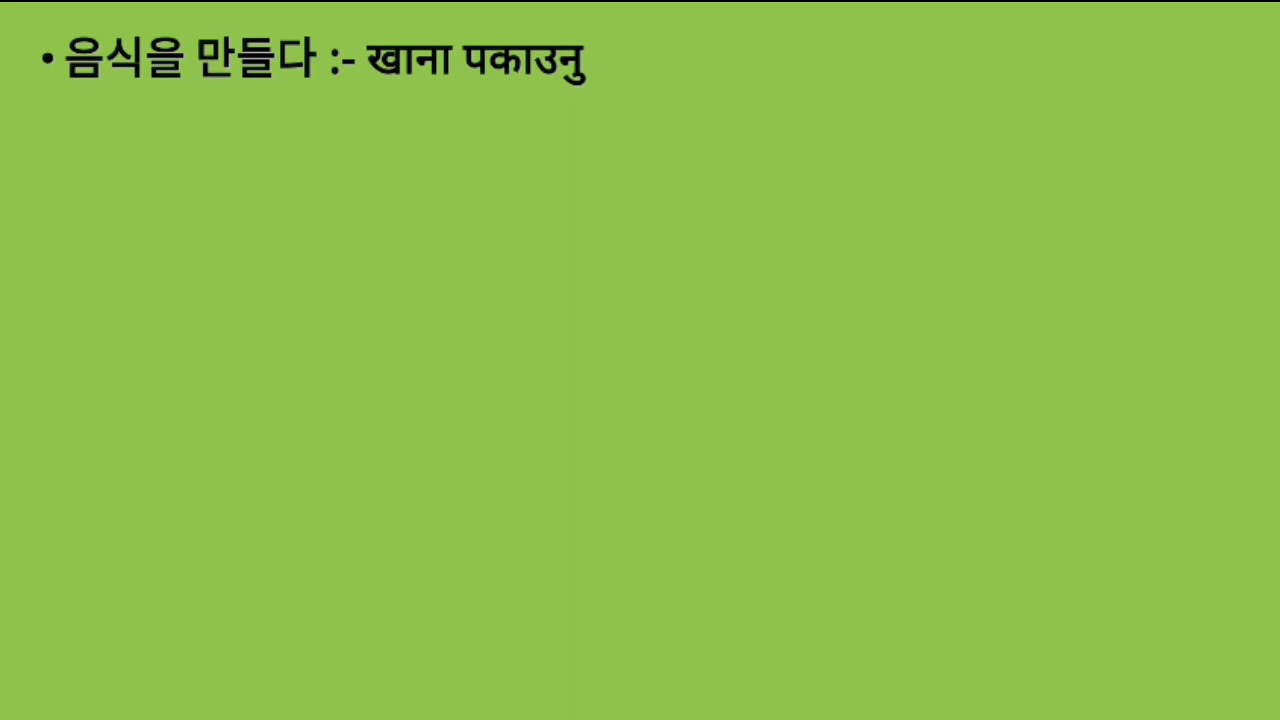 • 음식을 만들다 :- खाना पकाउनु